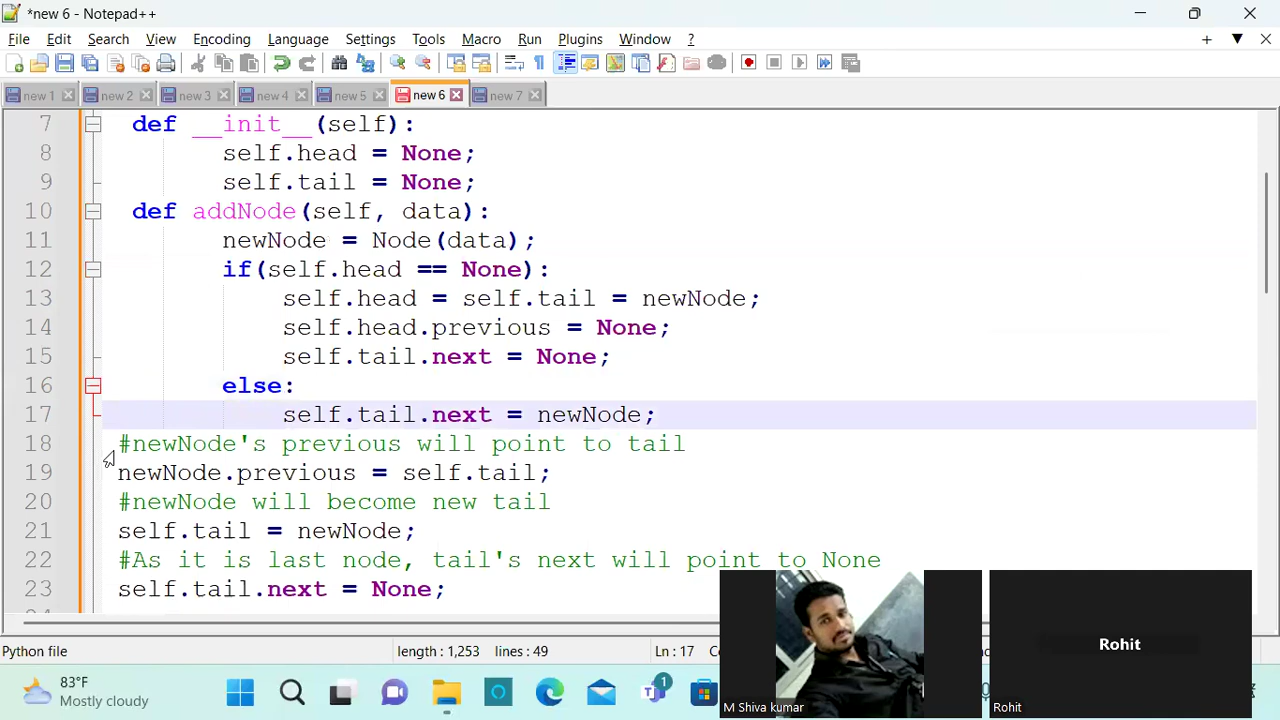 *new 6 - Notepad++
File Edit Search View Encoding Language Settings Tools Macro Run Plugins Window ?
new 1 new 2 new 3 new 4 new 5 new 6 new 7
7 def __init__(self):
8 self.head = None;
9 self.tail = None;
10 def addNode(self, data):
11 newNode = Node(data);
12 if(self.head == None):
13 self.head = self.tail = newNode;
14 self.head.previous = None;
15 self.tail.next = None;
16 else:
17 self.tail.next = newNode;
18 #newNode's previous will point to tail
19 newNode.previous = self.tail;
20 #newNode will become new tail
21 self.tail = newNode;
22 #As it is last node, tail's next will point to None
23 self.tail.next = None;
Python file length : 1,253 lines : 49 Ln : 17
83°F
Mostly cloudy
1
M Shiva kumar
Rohit
Rohit